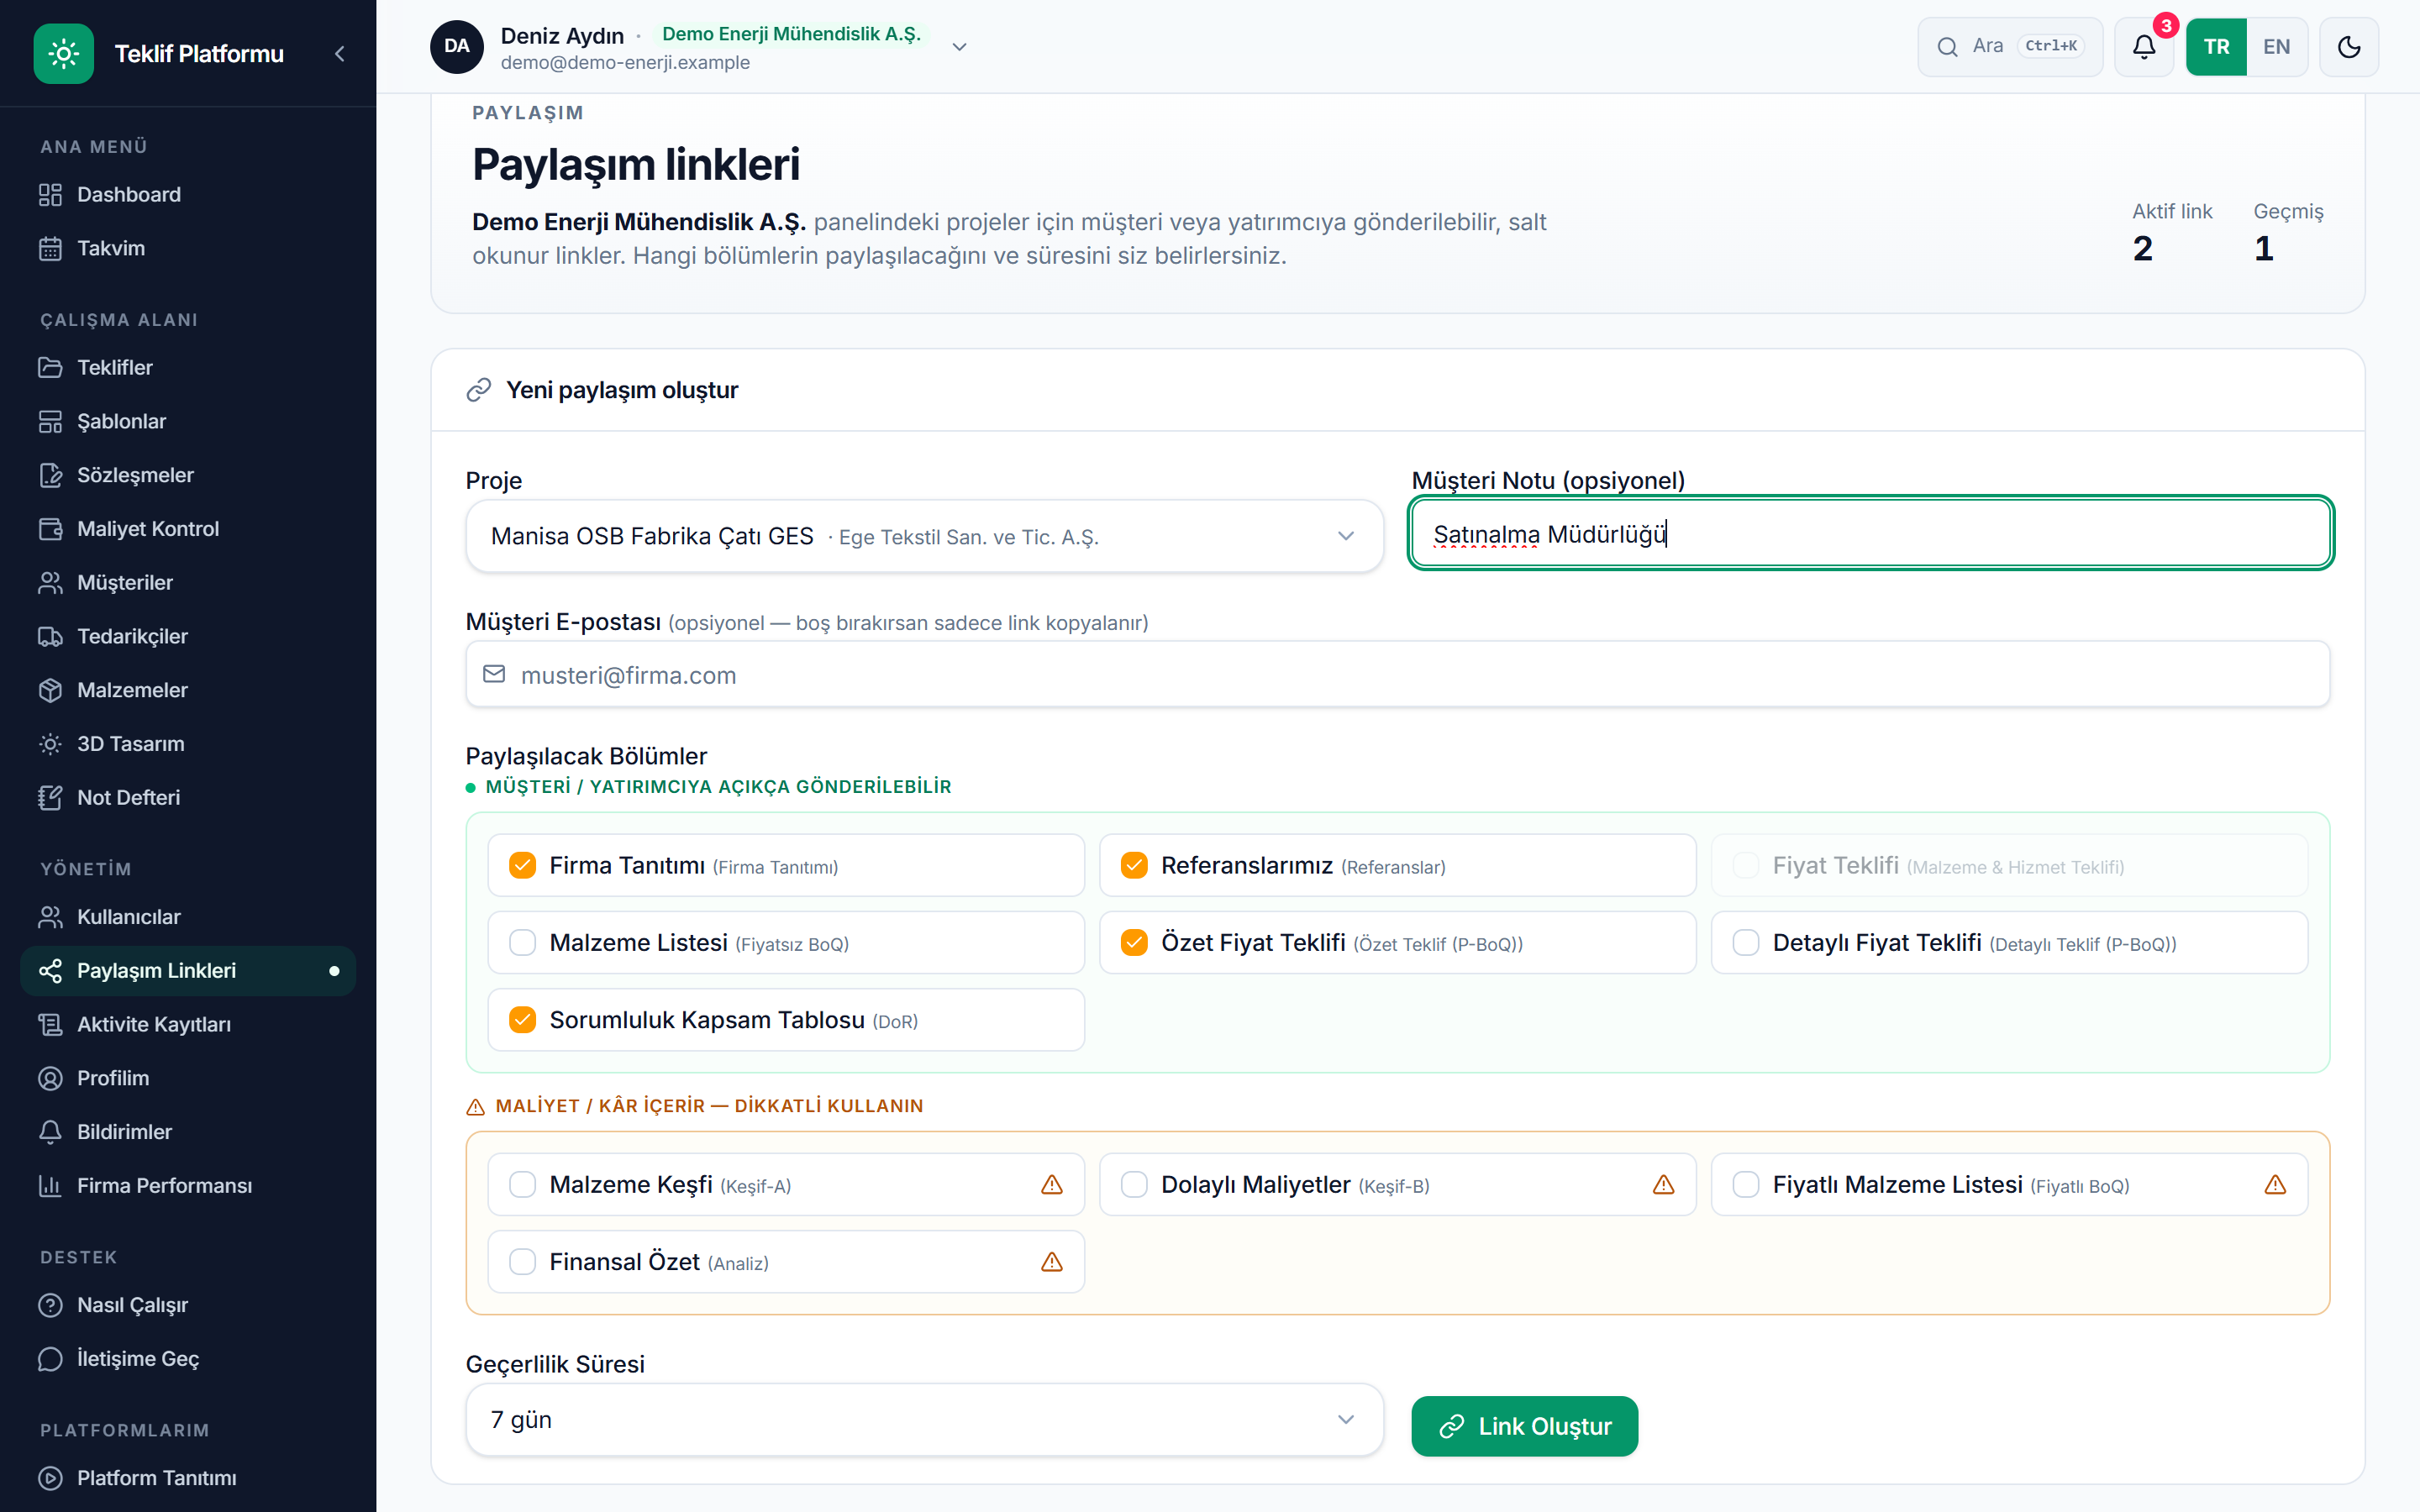 Teklif Platformu
ANA MENÜ
Dashboard
Takvim
ÇALIŞMA ALANI
Teklifler
Şablonlar
Sözleşmeler
Maliyet Kontrol
Müşteriler
Tedarikçiler
Malzemeler
3D Tasarım
Not Defteri
YÖNETİM
Kullanıcılar
Paylaşım Linkleri
Aktivite Kayıtları
Profilim
Bildirimler
Firma Performansı
DESTEK
Nasıl Çalışır
İletişime Geç
PLATFORMLARIM
Platform Tanıtımı
DA
Deniz Aydın · Demo Enerji Mühendislik A.Ş.
demo@demo-enerji.example
Ara Ctrl+K
3
TR EN
PAYLAŞIM
Paylaşım linkleri
Demo Enerji Mühendislik A.Ş. panelindeki projeler için müşteri veya yatırımcıya gönderilebilir, salt
okunur linkler. Hangi bölümlerin paylaşılacağını ve süresini siz belirlersiniz.
Aktif link Geçmiş
2 1
Yeni paylaşım oluştur
Proje
Manisa OSB Fabrika Çatı GES · Ege Tekstil San. ve Tic. A.Ş.
Müşteri Notu (opsiyonel)
Satınalma Müdürlüğü
Müşteri E-postası (opsiyonel — boş bırakırsan sadece link kopyalanır)
musteri@firma.com
Paylaşılacak Bölümler
MÜŞTERİ / YATIRIMCIYA AÇIKÇA GÖNDERİLEBİLİR
Firma Tanıtımı (Firma Tanıtımı)
Referanslarımız (Referanslar)
Fiyat Teklifi (Malzeme & Hizmet Teklifi)
Malzeme Listesi (Fiyatsız BoQ)
Özet Fiyat Teklifi (Özet Teklif (P-BoQ))
Detaylı Fiyat Teklifi (Detaylı Teklif (P-BoQ))
Sorumluluk Kapsam Tablosu (DoR)
MALİYET / KÂR İÇERİR — DİKKATLİ KULLANIN
Malzeme Keşfi (Keşif-A)
Dolaylı Maliyetler (Keşif-B)
Fiyatlı Malzeme Listesi (Fiyatlı BoQ)
Finansal Özet (Analiz)
Geçerlilik Süresi
7 gün
Link Oluştur